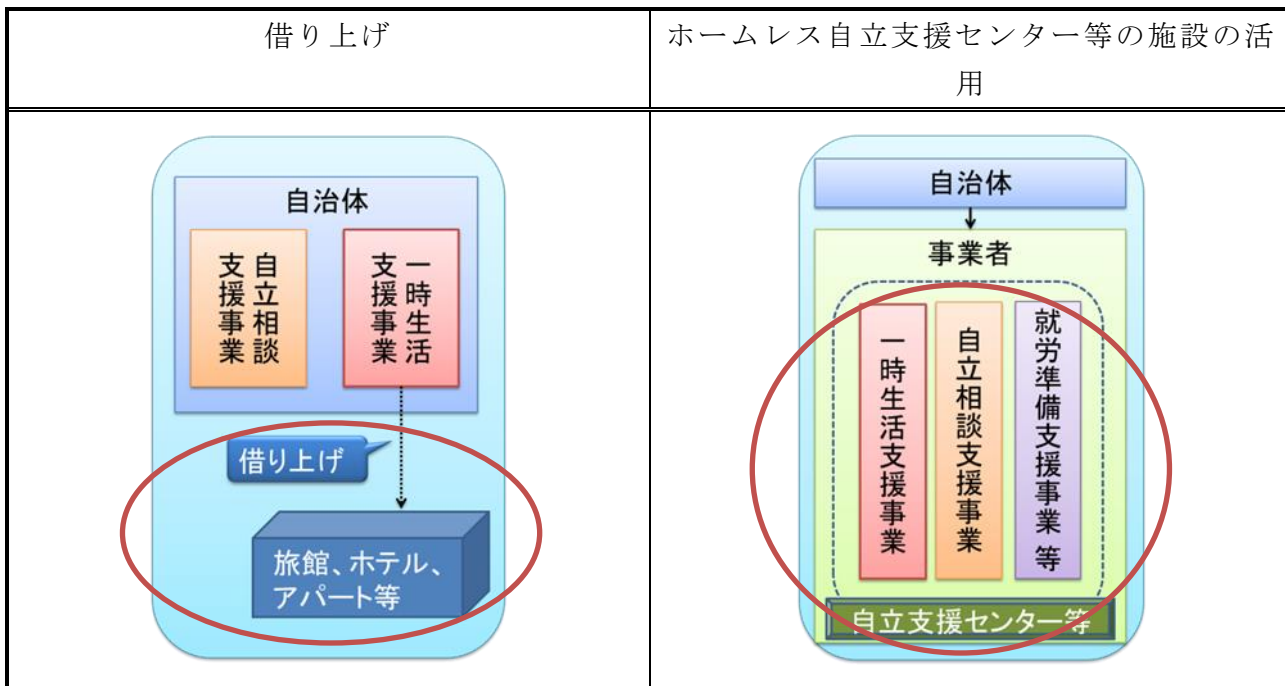 借り上げ
ホームレス自立支援センター等の施設の活
用
自治体
自立相談
支援事業
一時生活
支援事業
借り上げ
旅館、ホテル、
アパート等
自治体
事業者
一時生活支援事業
自立相談支援事業
就労準備支援事業 等
自立支援センター等